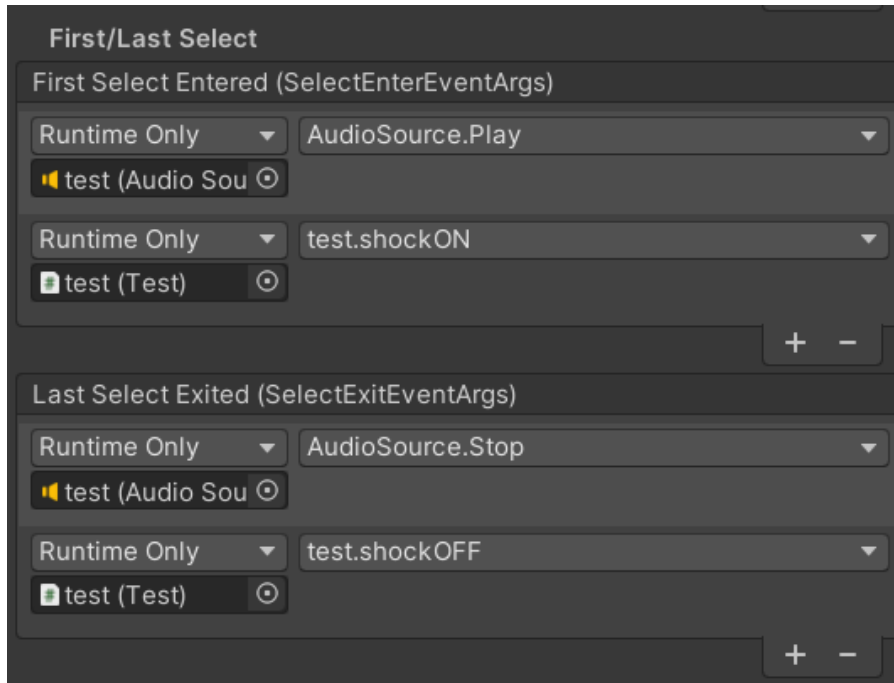 First/Last Select
First Select Entered (SelectEnterEventArgs)
Runtime Only AudioSource.Play
test (Audio Sou
Runtime Only test.shockON
test (Test)
+ −
Last Select Exited (SelectExitEventArgs)
Runtime Only AudioSource.Stop
test (Audio Sou
Runtime Only test.shockOFF
test (Test)
+ −